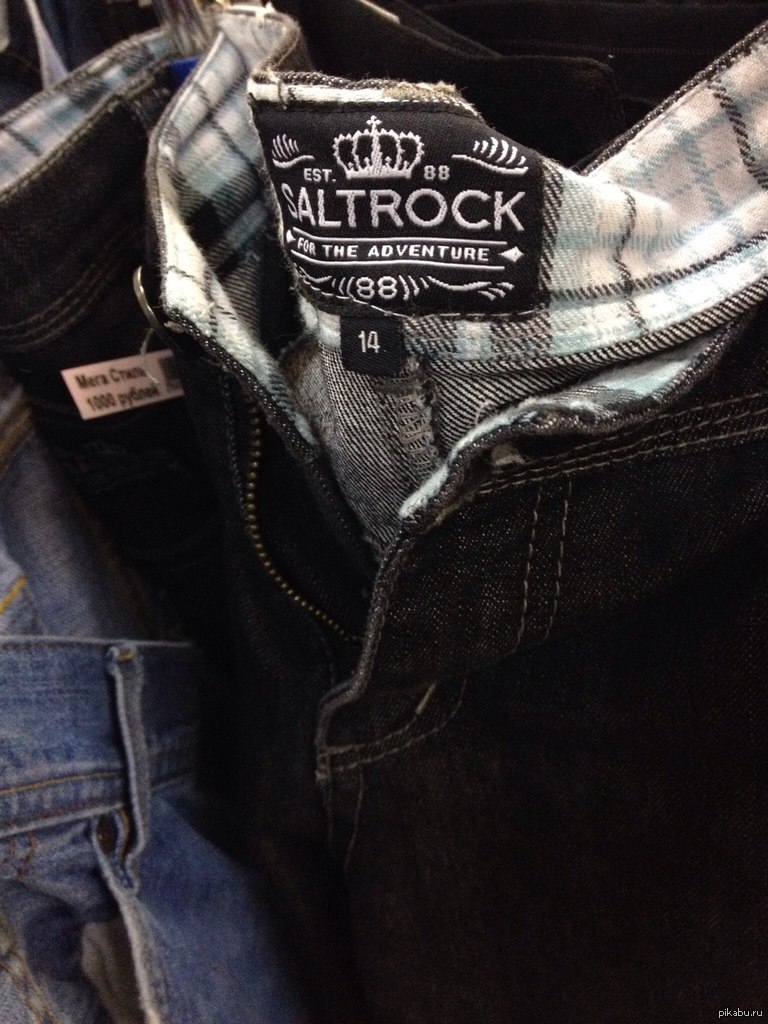 EST. 88
SALTROCK
FOR THE ADVENTURE
88
14
Мега Стиль
1000 рублей
pikabu.ru